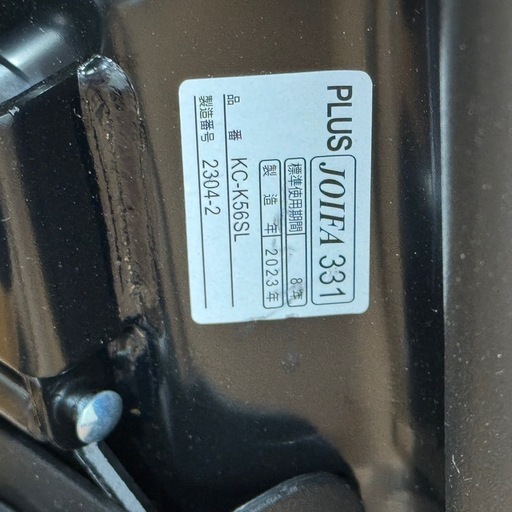 PLUS JOIFA 331
標準使用期間 8年
製造年 2023年
品番 KC-K56SL
製造番号 2304-2